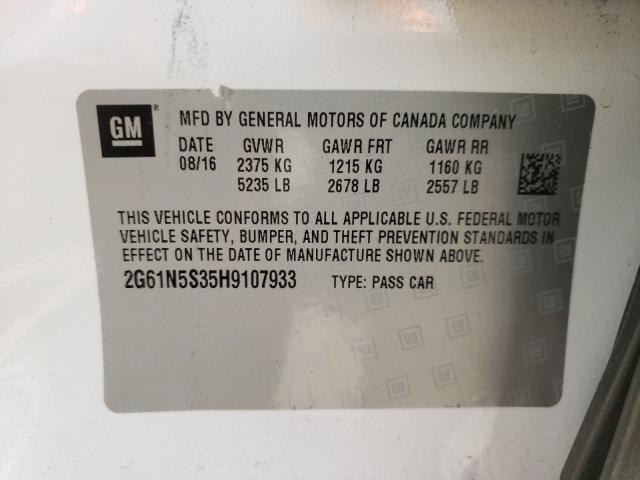 GM ® MFD BY GENERAL MOTORS OF CANADA COMPANY
DATE GVWR GAWR FRT GAWR RR
08/16 2375 KG 1215 KG 1160 KG
5235 LB 2678 LB 2557 LB
THIS VEHICLE CONFORMS TO ALL APPLICABLE U.S. FEDERAL MOTOR
VEHICLE SAFETY, BUMPER, AND THEFT PREVENTION STANDARDS IN
EFFECT ON THE DATE OF MANUFACTURE SHOWN ABOVE.
2G61N5S35H9107933 TYPE: PASS CAR